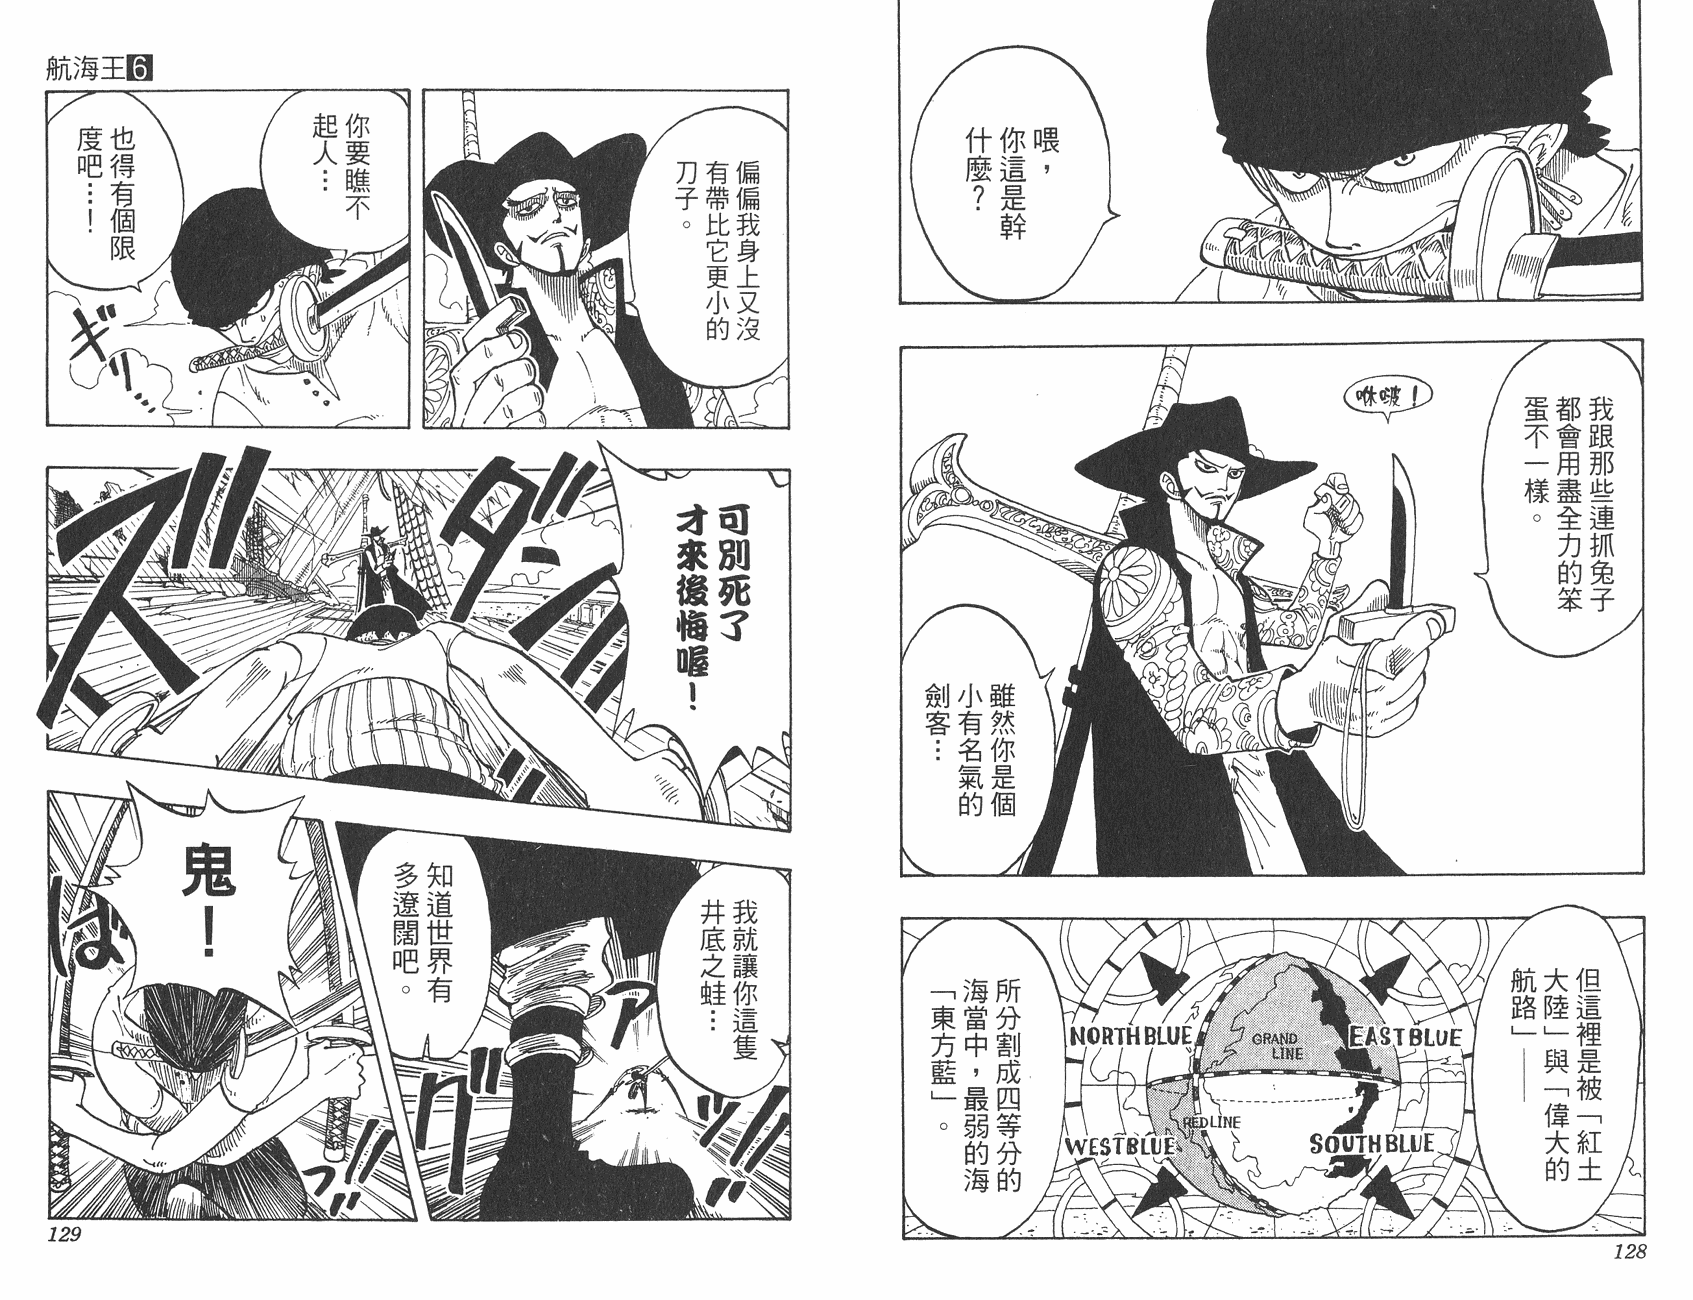 喂，
你這是幹
什麼？
我跟那些連抓兔子
都會用盡全力的笨
蛋不一樣。
咻啵！
雖然你是個
小有名氣的
劍客…
但這裡是被「紅土
大陸」與「偉大的
航路」——
NORTH BLUE
EAST BLUE
GRAND
LINE
RED LINE
WEST BLUE
SOUTH BLUE
所分割成四等分的
海當中，最弱的海
「東方藍」。
128
航海王6
偏偏我身上又沒
有帶比它更小的
刀子。
你要瞧不
起人…
也得有個限
度吧…！
ギリ…
可別死了
才來後悔喔！
ズダン
我就讓你這隻
井底之蛙…
知道世界有
多遼闊吧。
鬼！
129